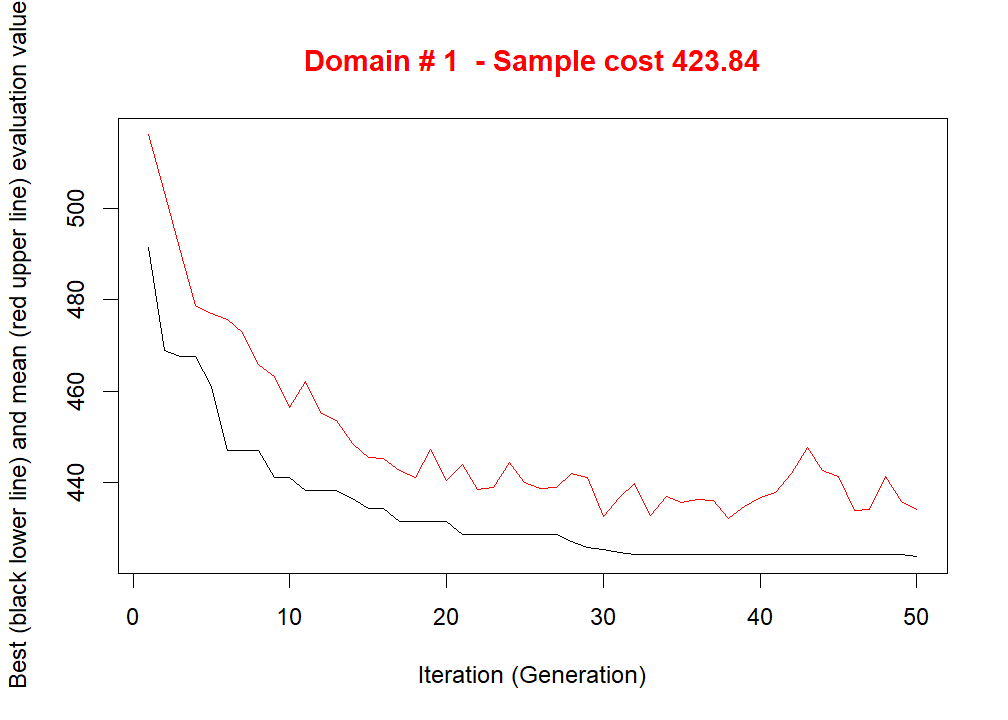 Domain # 1  - Sample cost 423.84
Best (black lower line) and mean (red upper line) evaluation value
500
480
460
440
0 10 20 30 40 50
Iteration (Generation)